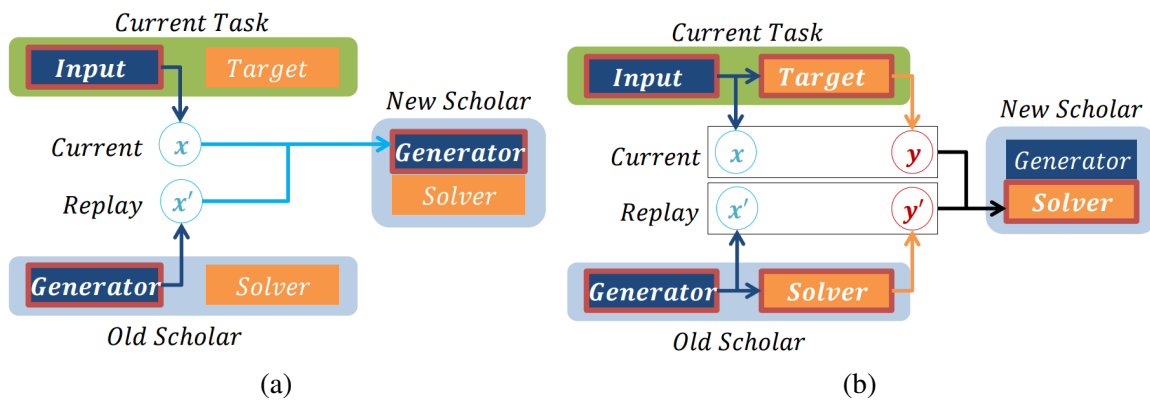 Current Task
Input
Target
New Scholar
Current
x
Generator
Solver
Replay
x′
Generator
Solver
Old Scholar
(a)
Current Task
Input
Target
New Scholar
Current
x
y
Generator
Solver
Replay
x′
y′
Generator
Solver
Old Scholar
(b)